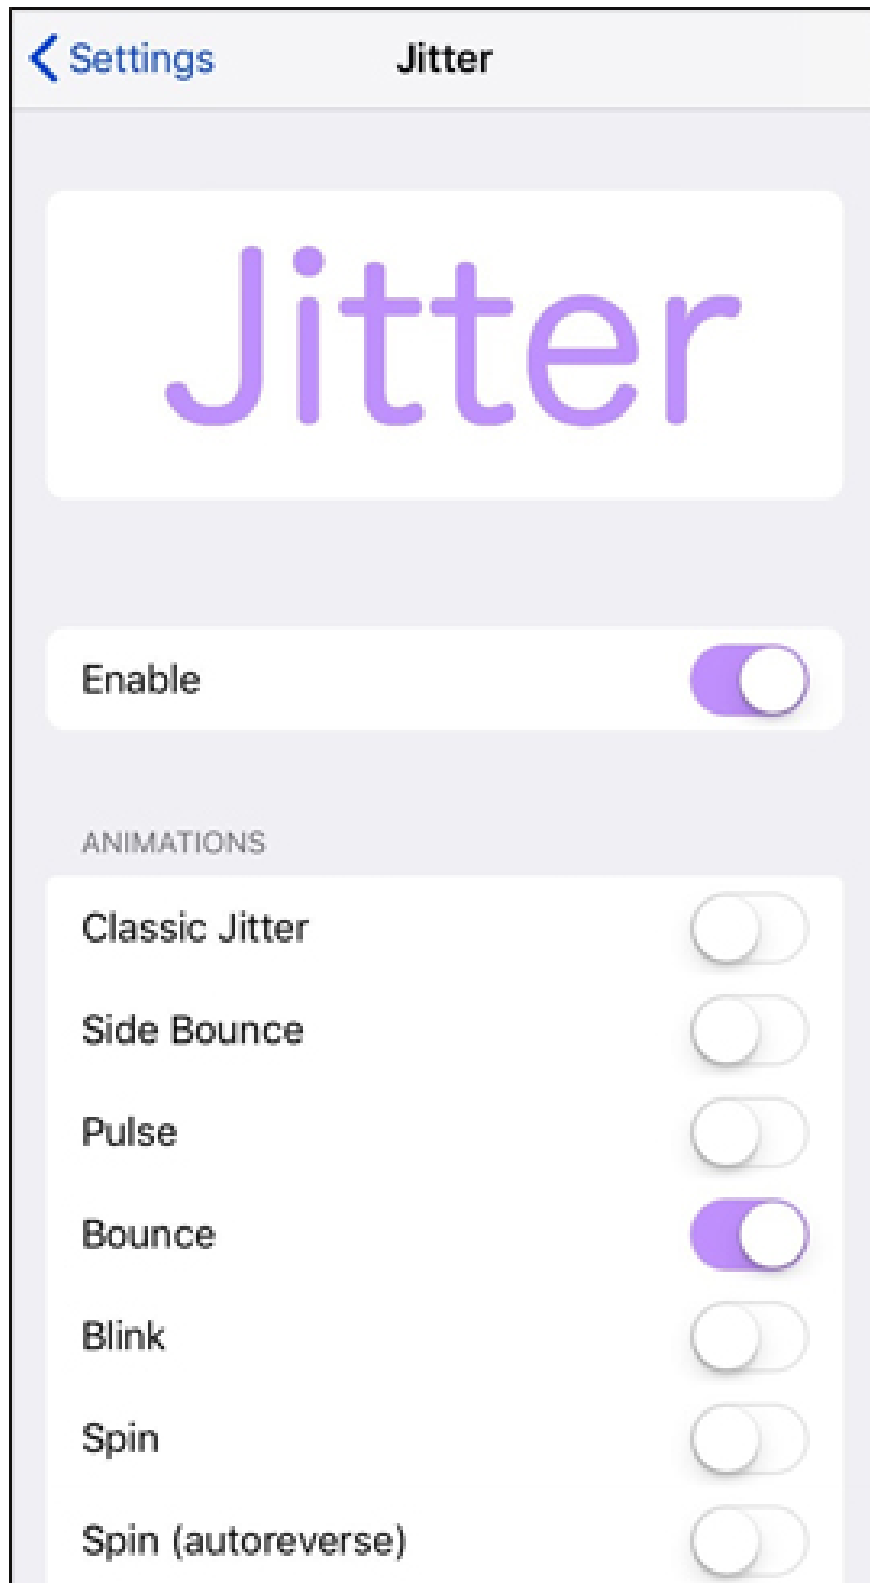 Settings Jitter
Jitter
Enable
ANIMATIONS
Classic Jitter
Side Bounce
Pulse
Bounce
Blink
Spin
Spin (autoreverse)